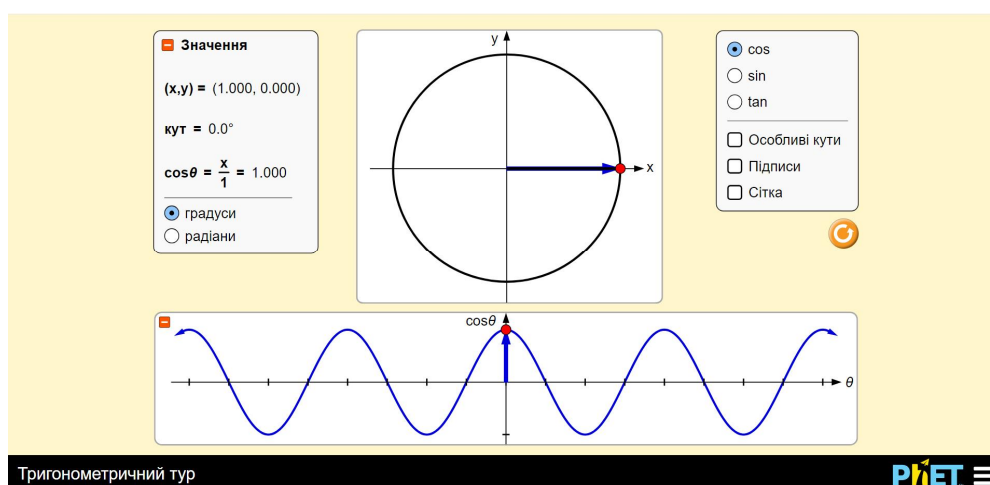 Значення
(x,y) = (1.000, 0.000)
кут = 0.0°
cosθ = x/1 = 1.000
градуси
радіани
y
x
cos
sin
tan
Особливі кути
Підписи
Сітка
cosθ
θ
Тригонометричний тур
PhET